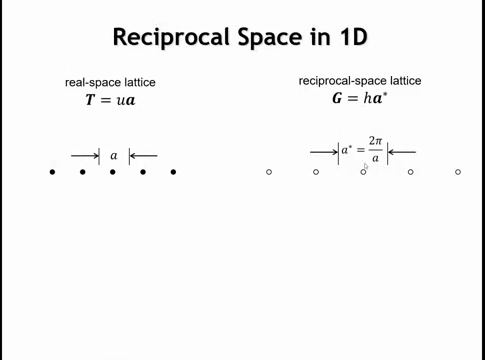 Reciprocal Space in 1D
real-space lattice
T = ua
reciprocal-space lattice
G = ha*
a
a* = 2π/a